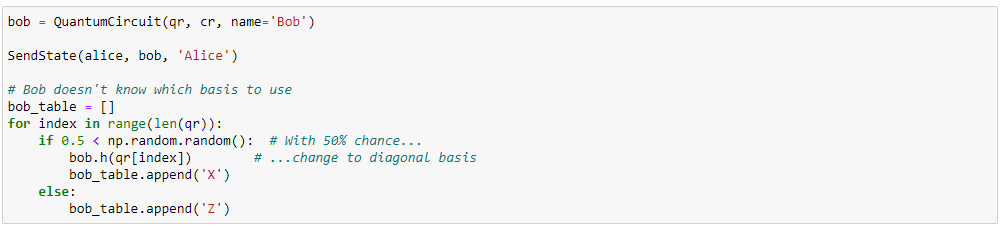 bob = QuantumCircuit(qr, cr, name='Bob')

SendState(alice, bob, 'Alice')

# Bob doesn't know which basis to use
bob_table = []
for index in range(len(qr)):
    if 0.5 < np.random.random():  # With 50% chance...
        bob.h(qr[index])        # ...change to diagonal basis
        bob_table.append('X')
    else:
        bob_table.append('Z')